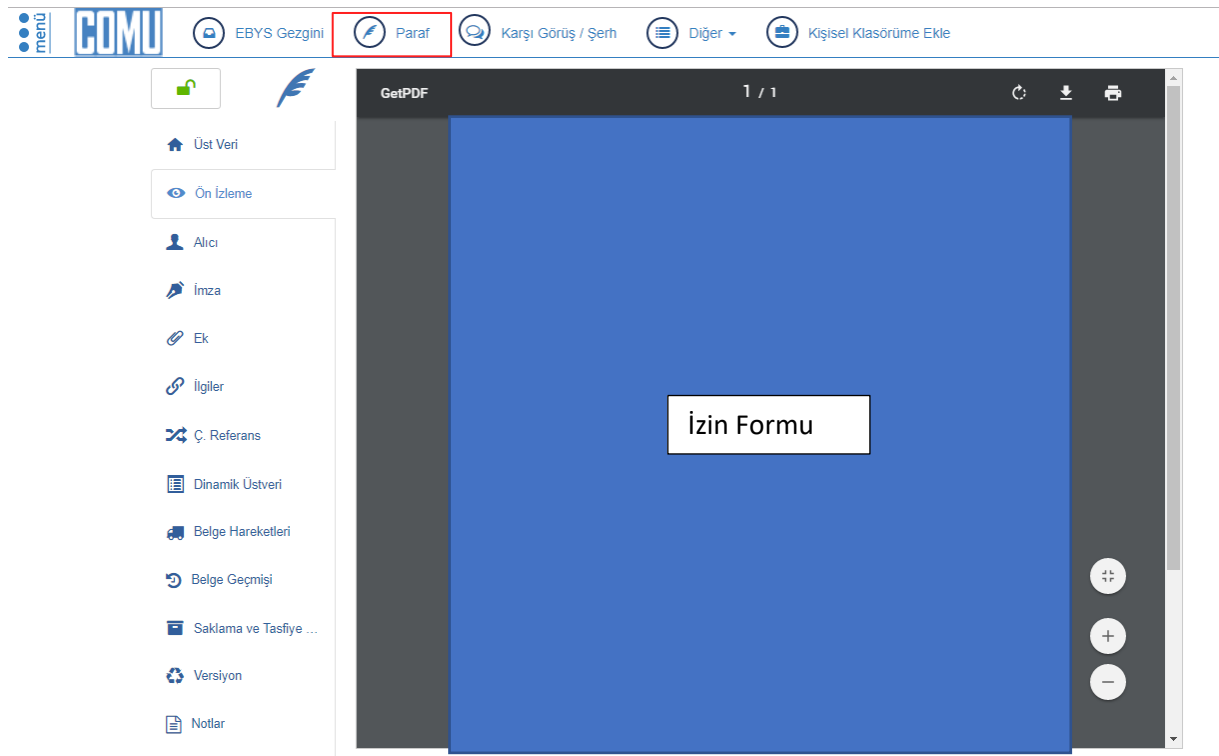 menü
COMU
EBYS Gezgini
Paraf
Karşı Görüş / Şerh
Diğer
Kişisel Klasörüme Ekle
GetPDF
1 / 1
Üst Veri
Ön İzleme
Alıcı
İmza
Ek
İlgiler
Ç. Referans
Dinamik Üstveri
Belge Hareketleri
Belge Geçmişi
Saklama ve Tasfiye ...
Versiyon
Notlar
İzin Formu